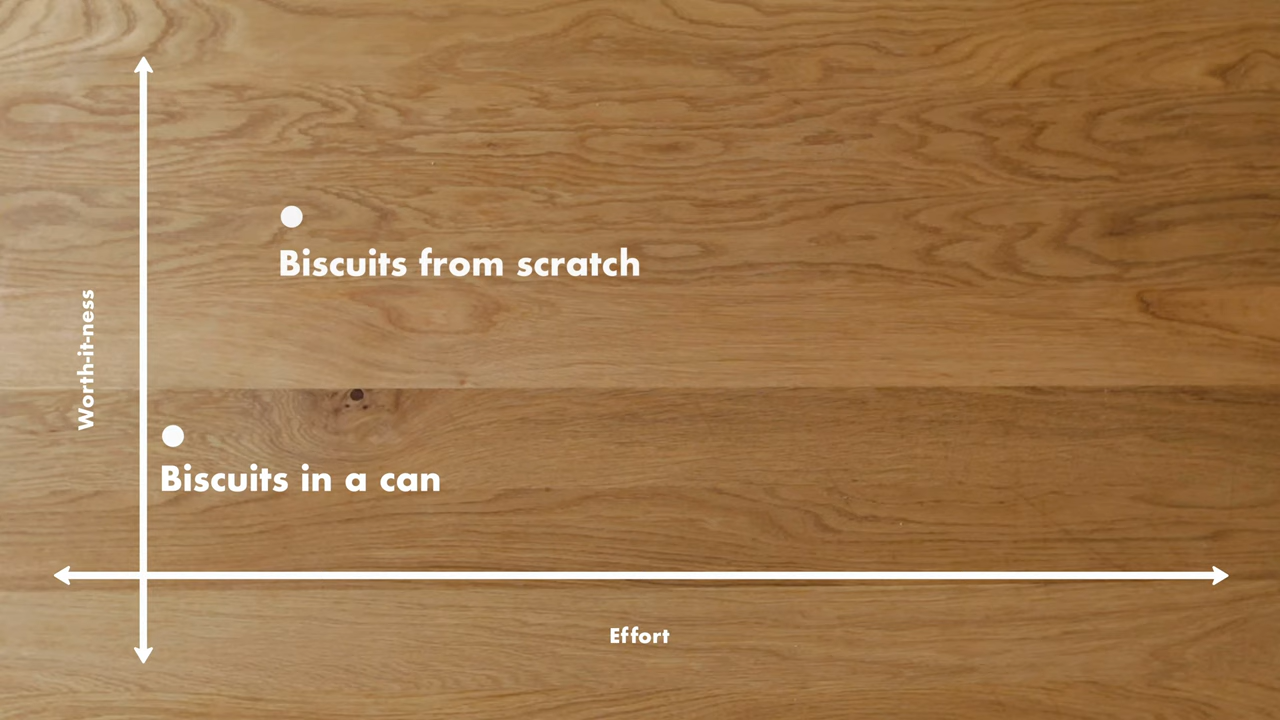 Biscuits from scratch
Worth-it-ness
Biscuits in a can
Effort